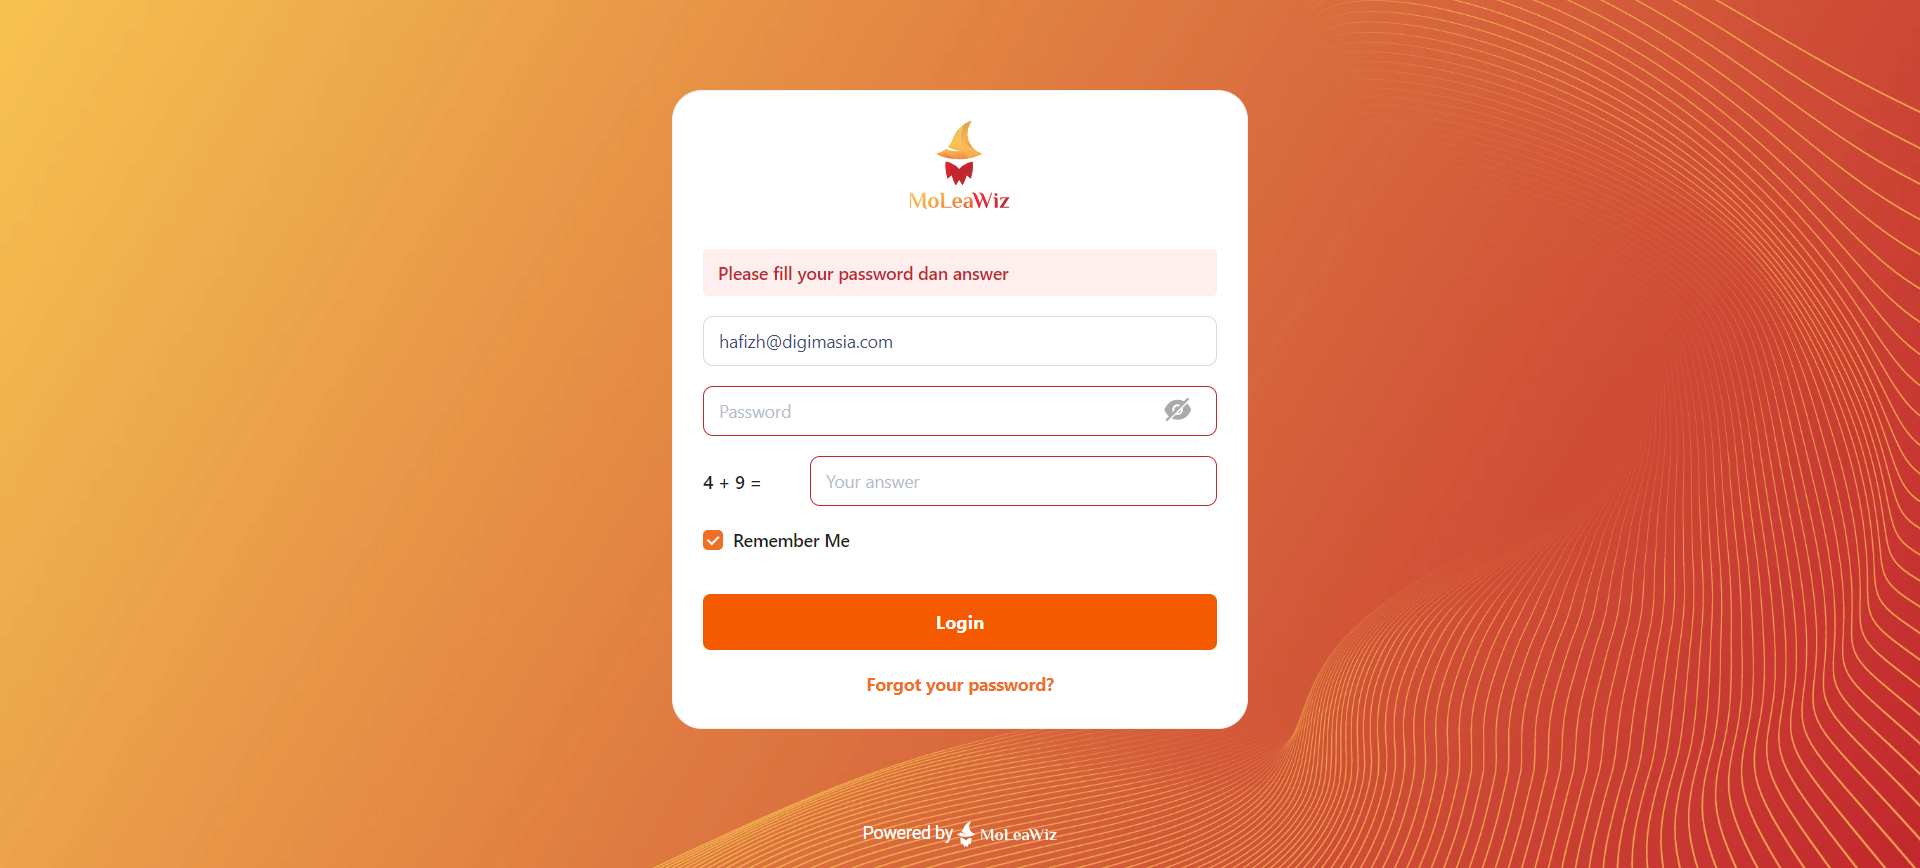 MoLeaWiz
Please fill your password dan answer
hafizh@digimasia.com
Password
4 + 9 =
Your answer
Remember Me
Login
Forgot your password?
Powered by MoLeaWiz